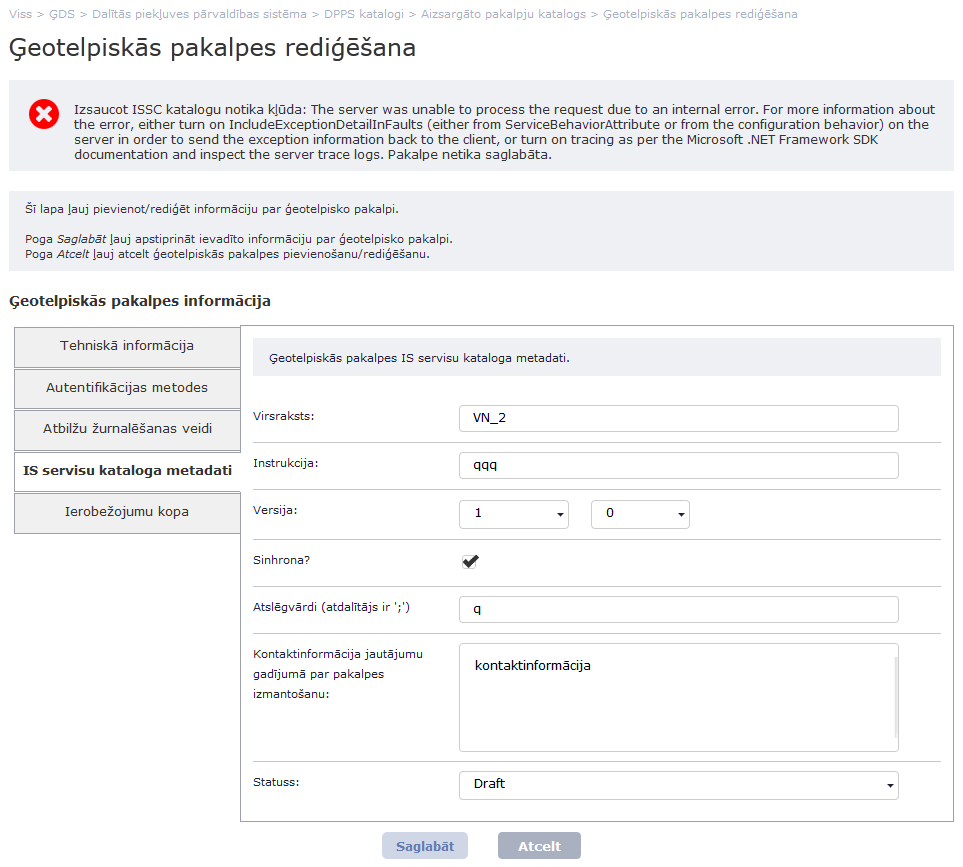 Viss > ĢDS > Dalītās piekļuves pārvaldības sistēma > DPPS katalogi > Aizsargāto pakalpju katalogs > Ģeotelpiskās pakalpes rediģēšana
Ģeotelpiskās pakalpes rediģēšana
Izsaucot ISSC katalogu notika kļūda: The server was unable to process the request due to an internal error. For more information about
the error, either turn on IncludeExceptionDetailInFaults (either from ServiceBehaviorAttribute or from the configuration behavior) on the
server in order to send the exception information back to the client, or turn on tracing as per the Microsoft .NET Framework SDK
documentation and inspect the server trace logs. Pakalpe netika saglabāta.
Šī lapa ļauj pievienot/rediģēt informāciju par ģeotelpisko pakalpi.
Poga Saglabāt ļauj apstiprināt ievadīto informāciju par ģeotelpisko pakalpi.
Poga Atcelt ļauj atcelt ģeotelpiskās pakalpes pievienošanu/rediģēšanu.
Ģeotelpiskās pakalpes informācija
Tehniskā informācija
Autentifikācijas metodes
Atbilžu žurnalēšanas veidi
IS servisu kataloga metadati
Ierobežojumu kopa
Ģeotelpiskās pakalpes IS servisu kataloga metadati.
Virsraksts: VN_2
Instrukcija: qqq
Versija: 1 0
Sinhrona?
Atslēgvārdi (atdalītājs ir ';') q
Kontaktinformācija jautājumu
gadījumā par pakalpes
izmantošanu:
kontaktinformācija
Statuss: Draft
Saglabāt Atcelt